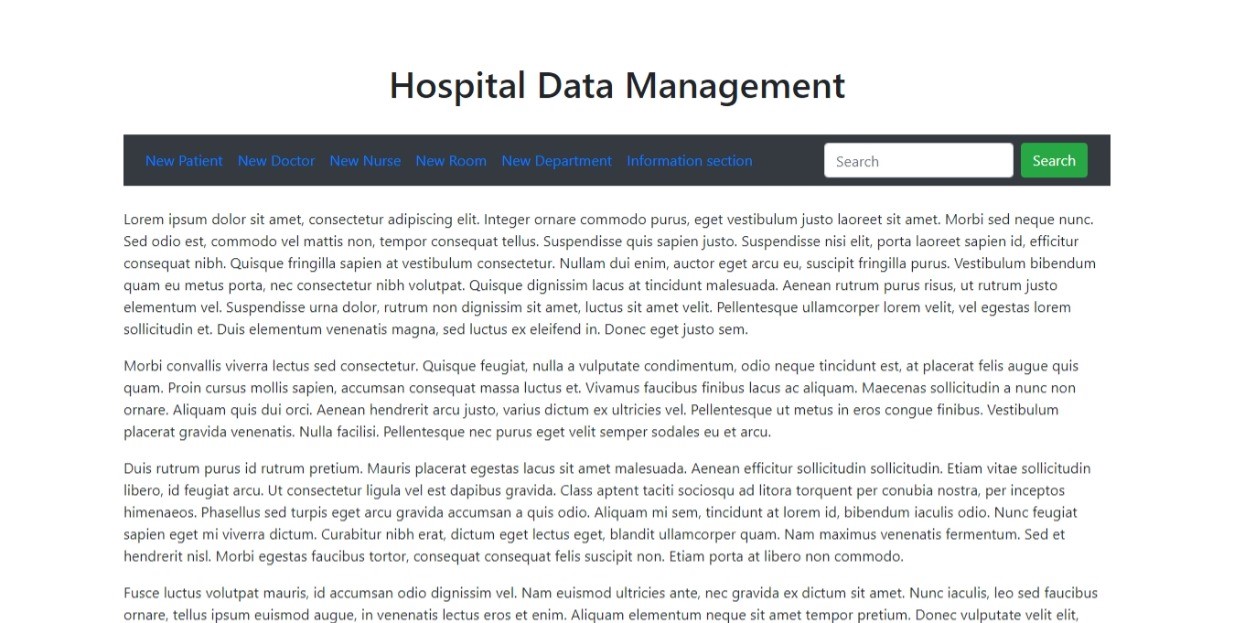 Hospital Data Management
New Patient New Doctor New Nurse New Room New Department Information section Search Search
Lorem ipsum dolor sit amet, consectetur adipiscing elit. Integer ornare commodo purus, eget vestibulum justo laoreet sit amet. Morbi sed neque nunc.
Sed odio est, commodo vel mattis non, tempor consequat tellus. Suspendisse quis sapien justo. Suspendisse nisi elit, porta laoreet sapien id, efficitur
consequat nibh. Quisque fringilla sapien at vestibulum consectetur. Nullam dui enim, auctor eget arcu eu, suscipit fringilla purus. Vestibulum bibendum
quam eu metus porta, nec consectetur nibh volutpat. Quisque dignissim lacus at tincidunt malesuada. Aenean rutrum purus risus, ut rutrum justo
elementum vel. Suspendisse urna dolor, rutrum non dignissim sit amet, luctus sit amet velit. Pellentesque ullamcorper lorem velit, vel egestas lorem
sollicitudin et. Duis elementum venenatis magna, sed luctus ex eleifend in. Donec eget justo sem.
Morbi convallis viverra lectus sed consectetur. Quisque feugiat, nulla a vulputate condimentum, odio neque tincidunt est, at placerat felis augue quis
quam. Proin cursus mollis sapien, accumsan consequat massa luctus et. Vivamus faucibus finibus lacus ac aliquam. Maecenas sollicitudin a nunc non
ornare. Aliquam quis dui orci. Aenean hendrerit arcu justo, varius dictum ex ultricies vel. Pellentesque ut metus in eros congue finibus. Vestibulum
placerat gravida venenatis. Nulla facilisi. Pellentesque nec purus eget velit semper sodales eu et arcu.
Duis rutrum purus id rutrum pretium. Mauris placerat egestas lacus sit amet malesuada. Aenean efficitur sollicitudin sollicitudin. Etiam vitae sollicitudin
libero, id feugiat arcu. Ut consectetur ligula vel est dapibus gravida. Class aptent taciti sociosqu ad litora torquent per conubia nostra, per inceptos
himenaeos. Phasellus sed turpis eget arcu gravida accumsan a quis odio. Aliquam mi sem, tincidunt at lorem id, bibendum iaculis odio. Nunc feugiat
sapien eget mi viverra dictum. Curabitur nibh erat, dictum eget lectus eget, blandit ullamcorper quam. Nam maximus venenatis fermentum. Sed et
hendrerit nisl. Morbi egestas faucibus tortor, consequat consequat felis suscipit non. Etiam porta at libero non commodo.
Fusce luctus volutpat mauris, id accumsan odio dignissim vel. Nam euismod ultricies ante, nec gravida ex dictum sit amet. Nunc iaculis, leo sed faucibus
ornare, tellus ipsum euismod augue, in venenatis lectus eros et enim. Aliquam elementum neque sit amet tempor pretium. Donec vulputate velit elit,